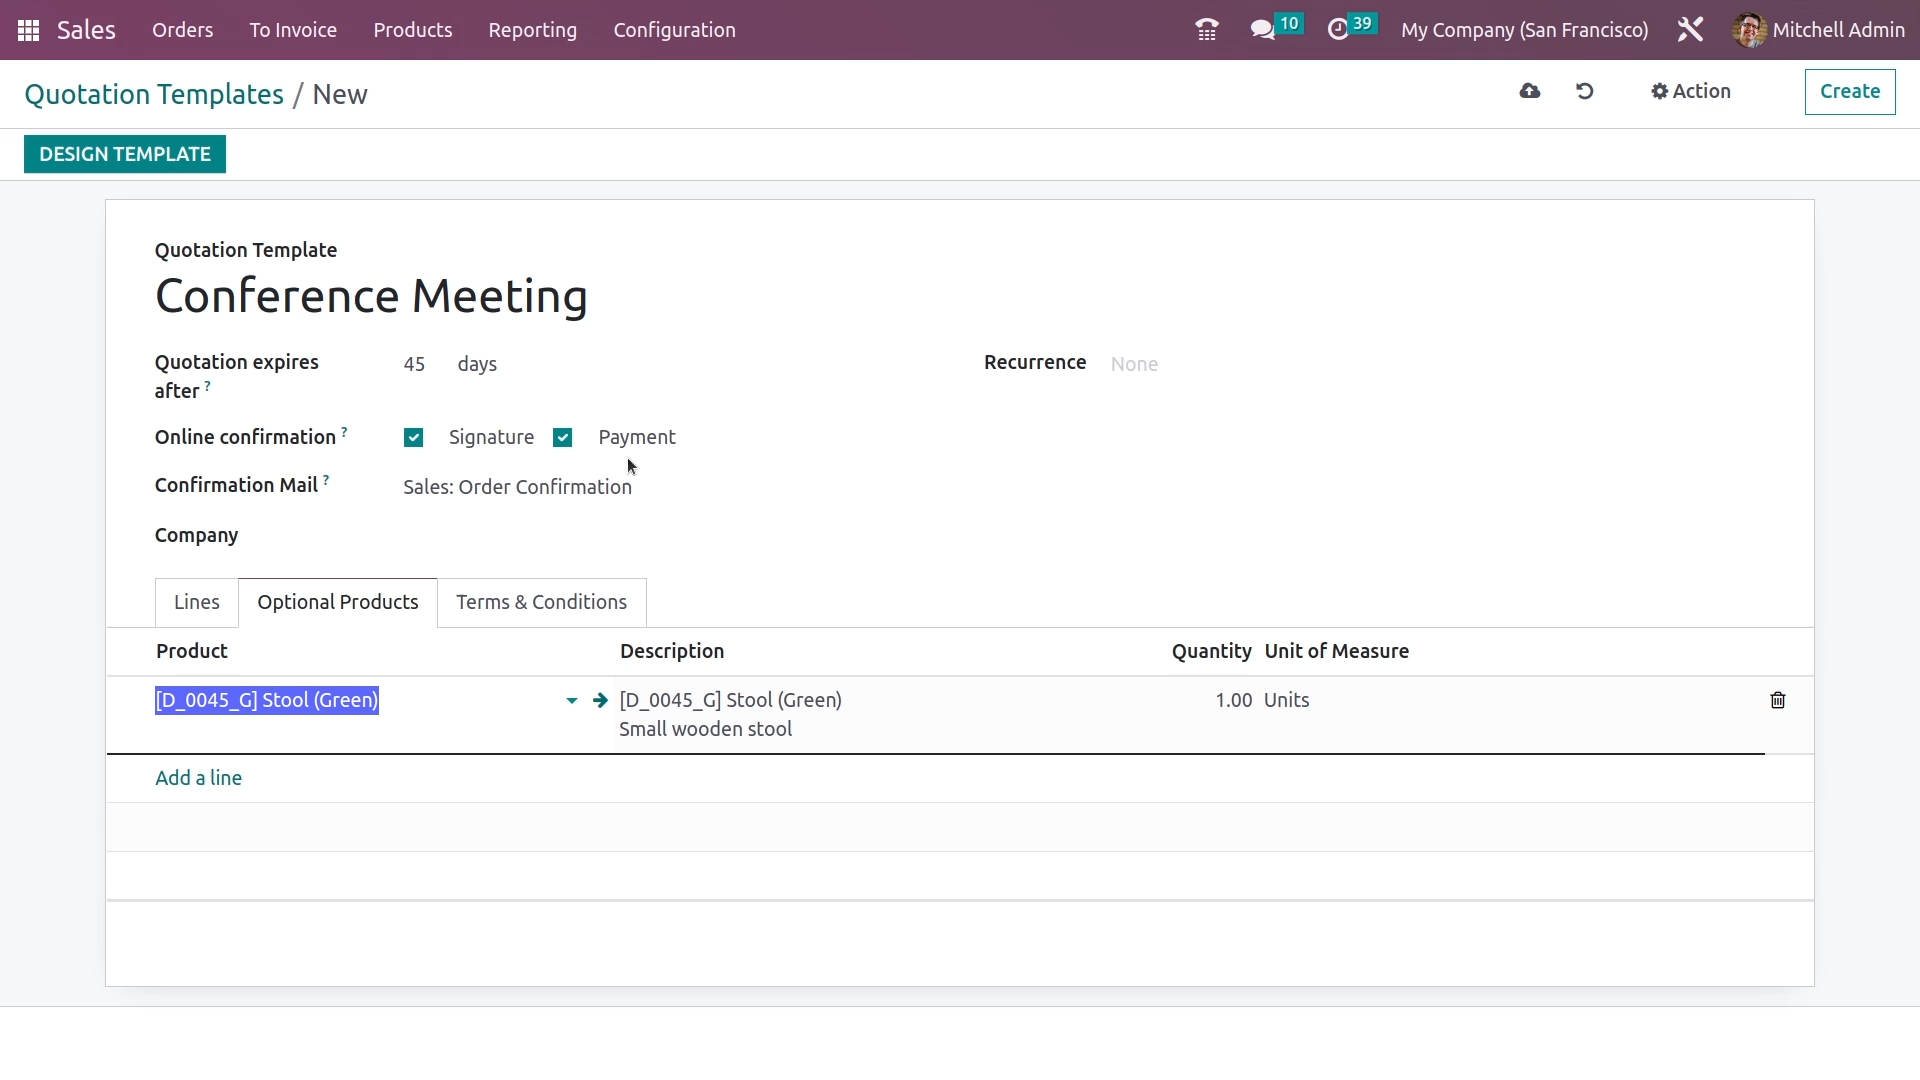 Sales Orders To Invoice Products Reporting Configuration 10 39 My Company (San Francisco) Mitchell Admin
Quotation Templates / New Action Create
DESIGN TEMPLATE
Quotation Template
Conference Meeting
Quotation expires after ? 45 days Recurrence None
Online confirmation ? Signature Payment
Confirmation Mail ? Sales: Order Confirmation
Company
Lines Optional Products Terms & Conditions
Product Description Quantity Unit of Measure
[D_0045_G] Stool (Green) [D_0045_G] Stool (Green) 1.00 Units
Small wooden stool
Add a line